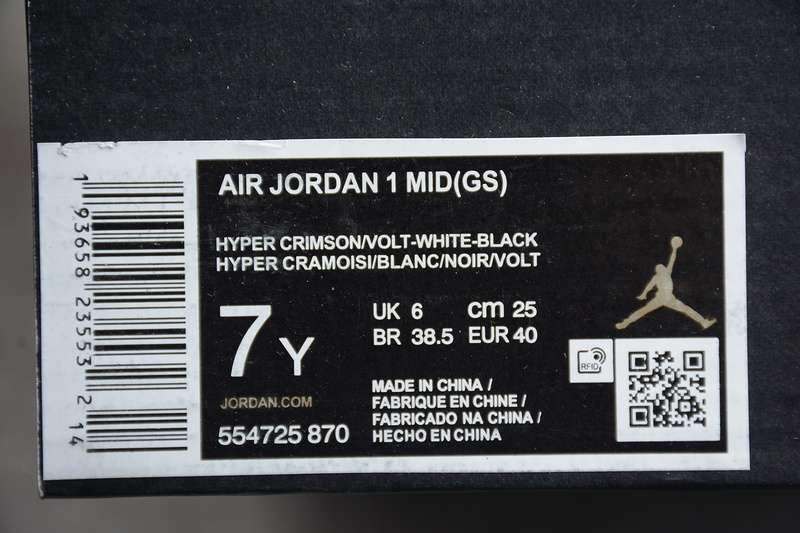 AIR JORDAN 1 MID(GS)
HYPER CRIMSON/VOLT-WHITE-BLACK
HYPER CRAMOISI/BLANC/NOIR/VOLT
7Y
UK 6 cm 25
BR 38.5 EUR 40
JORDAN.COM
554725 870
MADE IN CHINA /
FABRIQUE EN CHINE /
FABRICADO NA CHINA /
HECHO EN CHINA
RFID
1 93658 23553 2 14